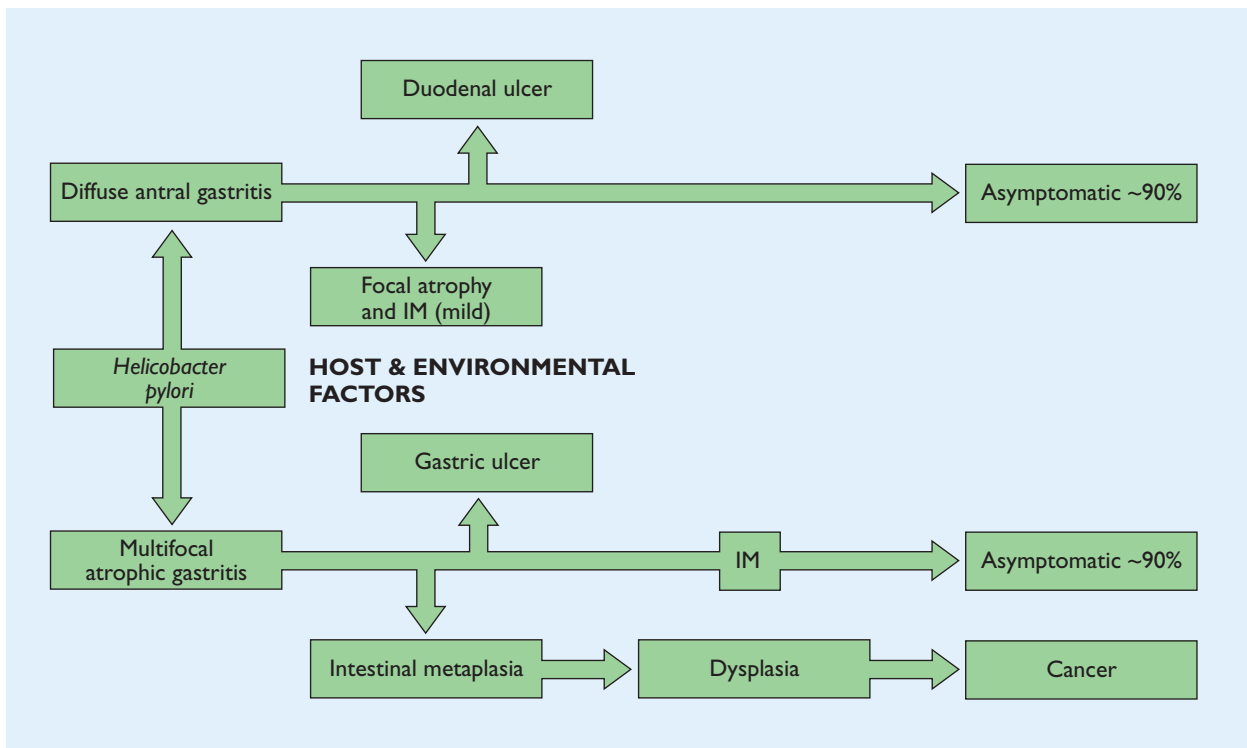 Duodenal ulcer
Diffuse antral gastritis
Asymptomatic ~90%
Focal atrophy
and IM (mild)
Helicobacter
pylori
HOST & ENVIRONMENTAL
FACTORS
Gastric ulcer
Multifocal
atrophic gastritis
IM
Asymptomatic ~90%
Intestinal metaplasia
Dysplasia
Cancer